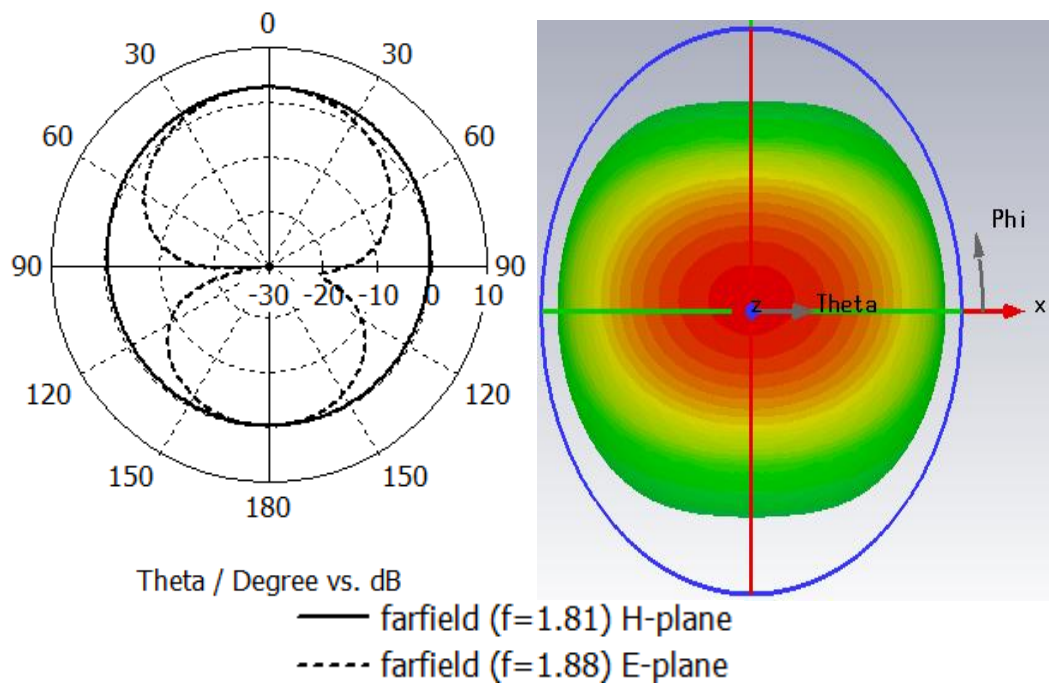 0
30 30
60 60
90 90
-30 -20 -10 0 10
120 120
150 150
180
Theta / Degree vs. dB
Phi
z Theta x
farfield (f=1.81) H-plane
farfield (f=1.88) E-plane